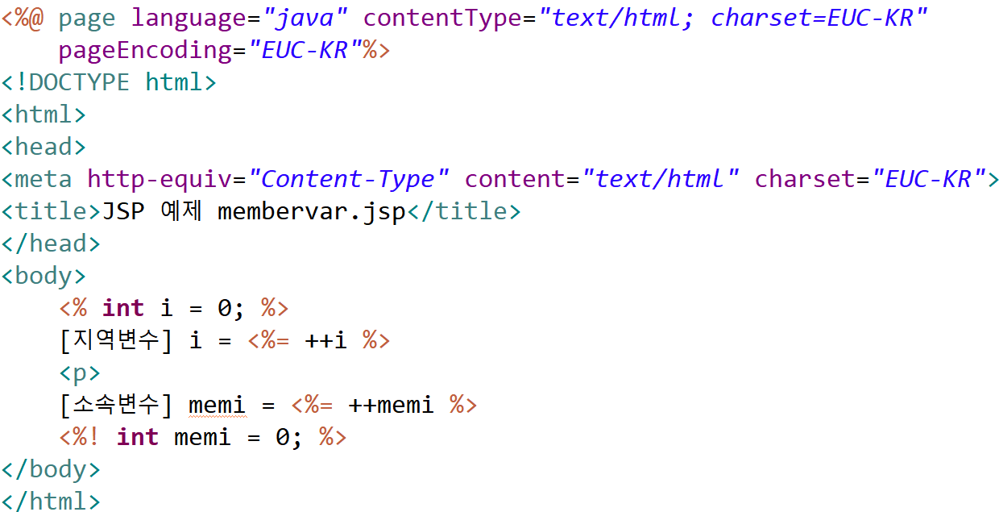 <%@ page language="java" contentType="text/html; charset=EUC-KR"
    pageEncoding="EUC-KR"%>
<!DOCTYPE html>
<html>
<head>
<meta http-equiv="Content-Type" content="text/html" charset="EUC-KR">
<title>JSP 예제 membervar.jsp</title>
</head>
<body>
    <% int i = 0; %>
    [지역변수] i = <%= ++i %>
    <p>
    [소속변수] memi = <%= ++memi %>
    <%! int memi = 0; %>
</body>
</html>